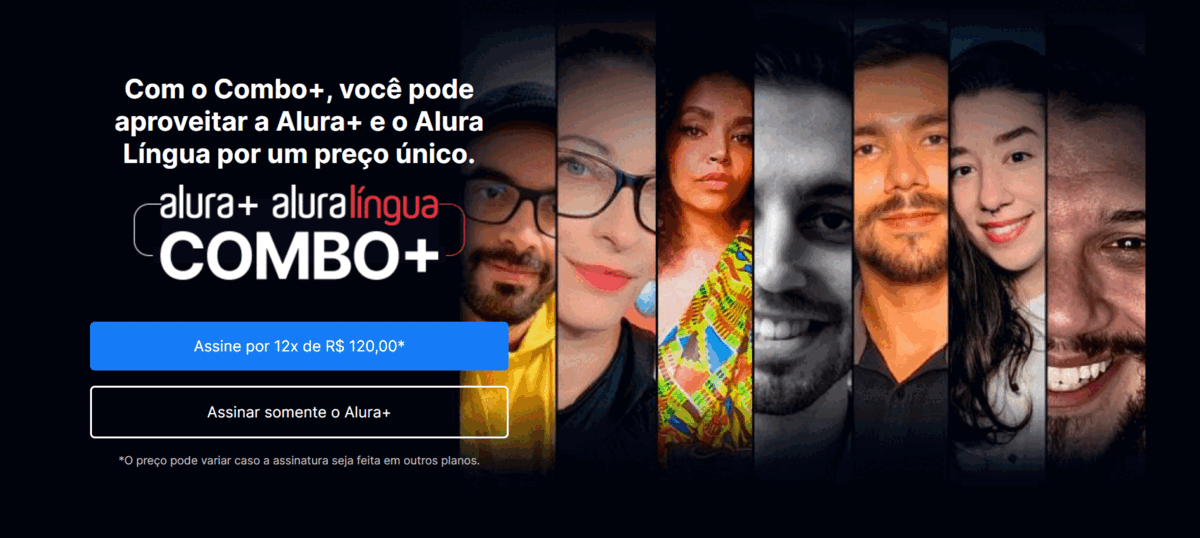 Com o Combo+, você pode
aproveitar a Alura+ e o Alura
Língua por um preço único.
alura+ aluralíngua
COMBO+
Assine por 12x de R$ 120,00*
Assinar somente o Alura+
*O preço pode variar caso a assinatura seja feita em outros planos.